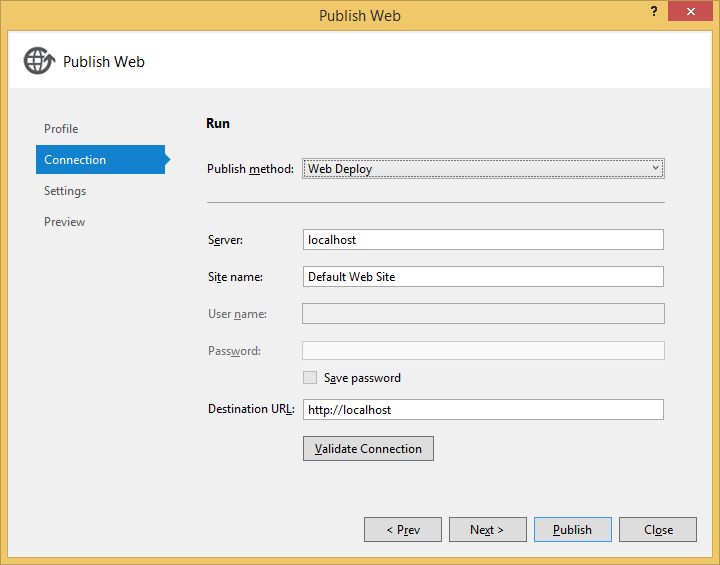 Publish Web
?
Publish Web
Profile
Connection
Settings
Preview
Run
Publish method: Web Deploy
Server: localhost
Site name: Default Web Site
User name:
Password:
Save password
Destination URL: http://localhost
Validate Connection
< Prev Next > Publish Close